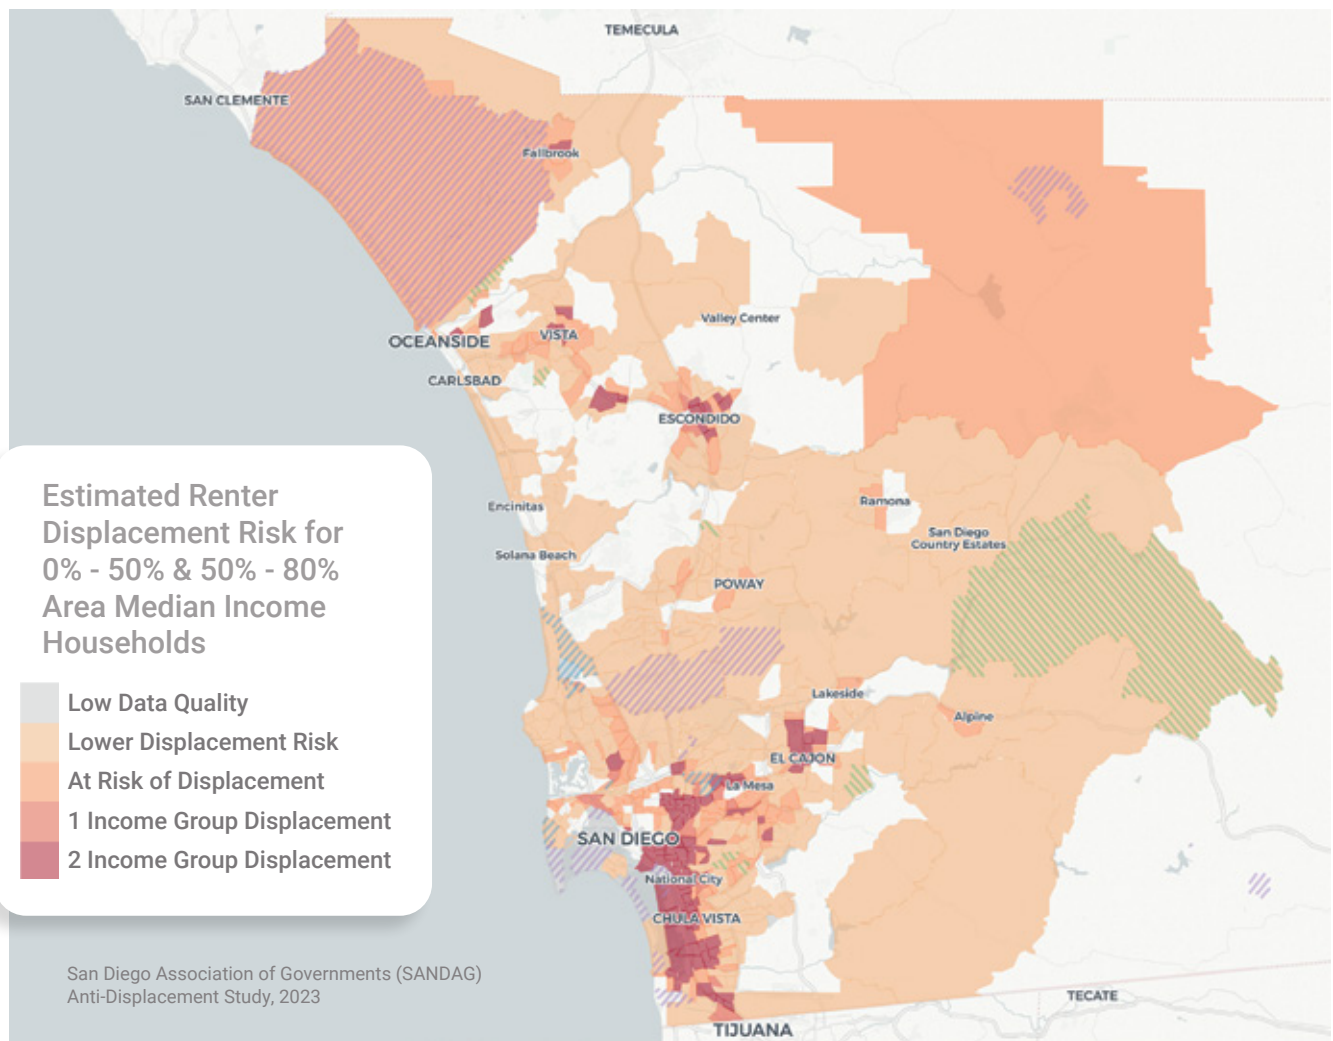 TEMECULA
SAN CLEMENTE
Fallbrook
Valley Center
OCEANSIDE
VISTA
CARLSBAD
ESCONDIDO
Estimated Renter
Displacement Risk for
0% - 50% & 50% - 80%
Area Median Income
Households
Low Data Quality
Lower Displacement Risk
At Risk of Displacement
1 Income Group Displacement
2 Income Group Displacement
Encinitas
Ramona
San Diego
Country Estates
Solana Beach
POWAY
Lakeside
Alpine
EL CAJON
La Mesa
SAN DIEGO
National City
CHULA VISTA
San Diego Association of Governments (SANDAG)
Anti-Displacement Study, 2023
TECATE
TIJUANA